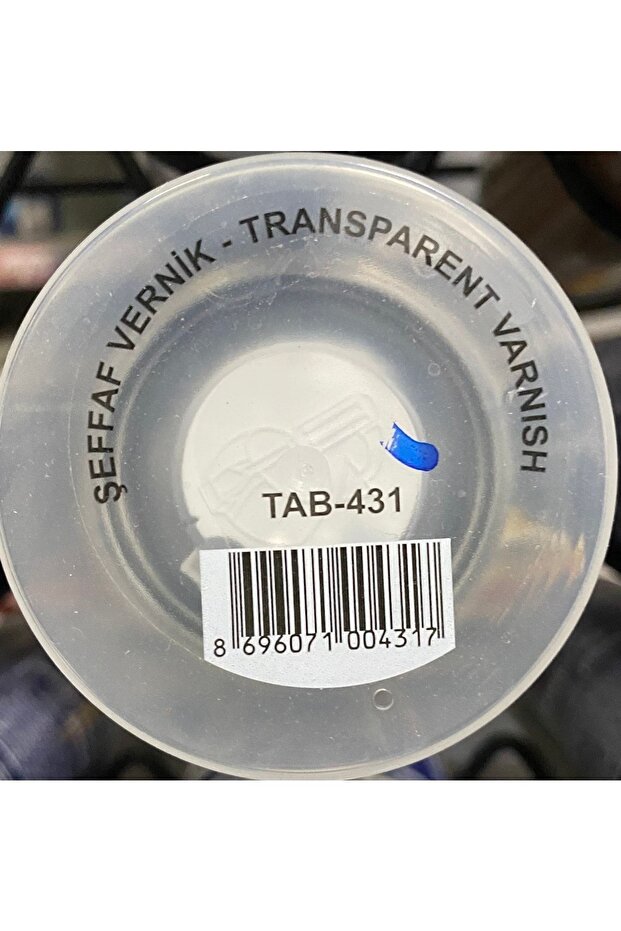 ŞEFFAF VERNİK - TRANSPARENT VARNISH
TAB-431
8 696071 004317